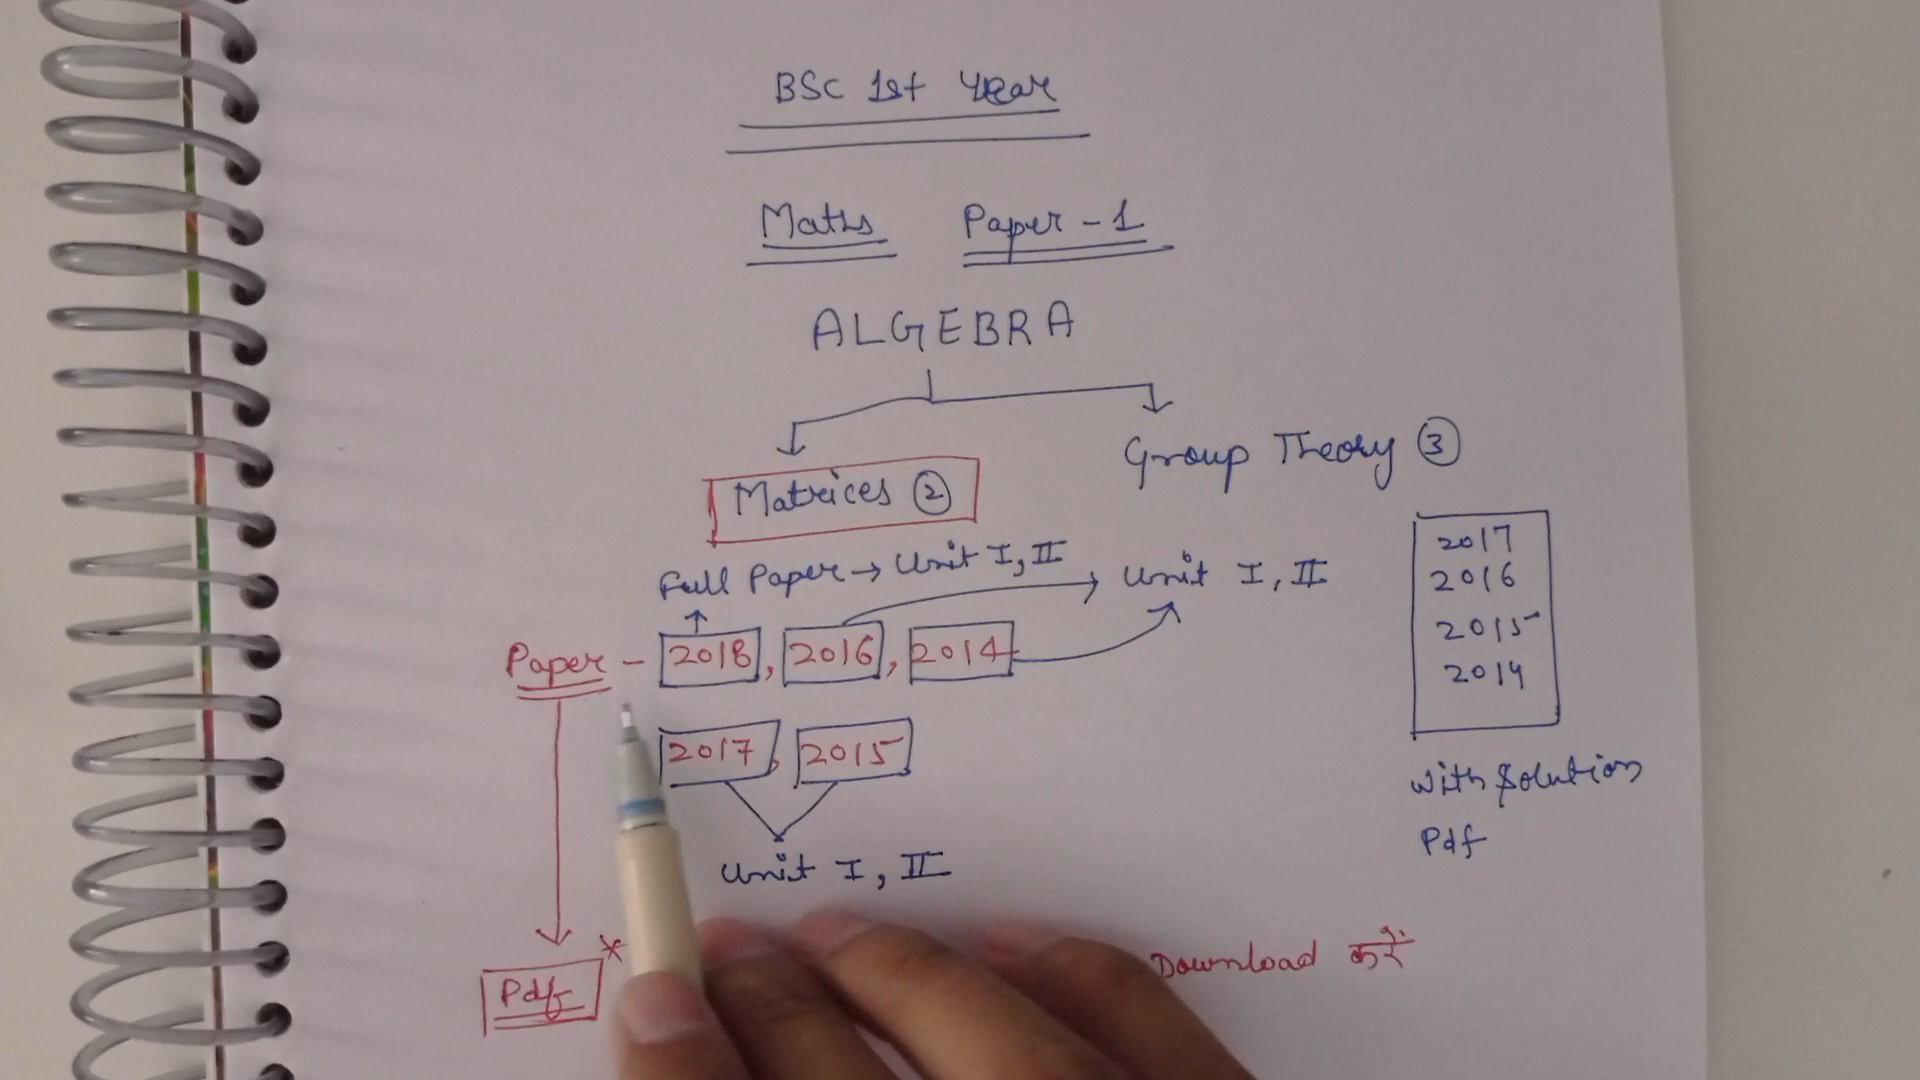 BSc 1st Year
Maths Paper - 1
ALGEBRA
Matrices ② Group Theory ③
Full Paper → Unit I, II
Unit I, II
Paper - 2018, 2016, 2014
2017, 2015
Unit I, II
2017
2016
2015
2014
With Solution
Pdf
Pdf *
Download करें